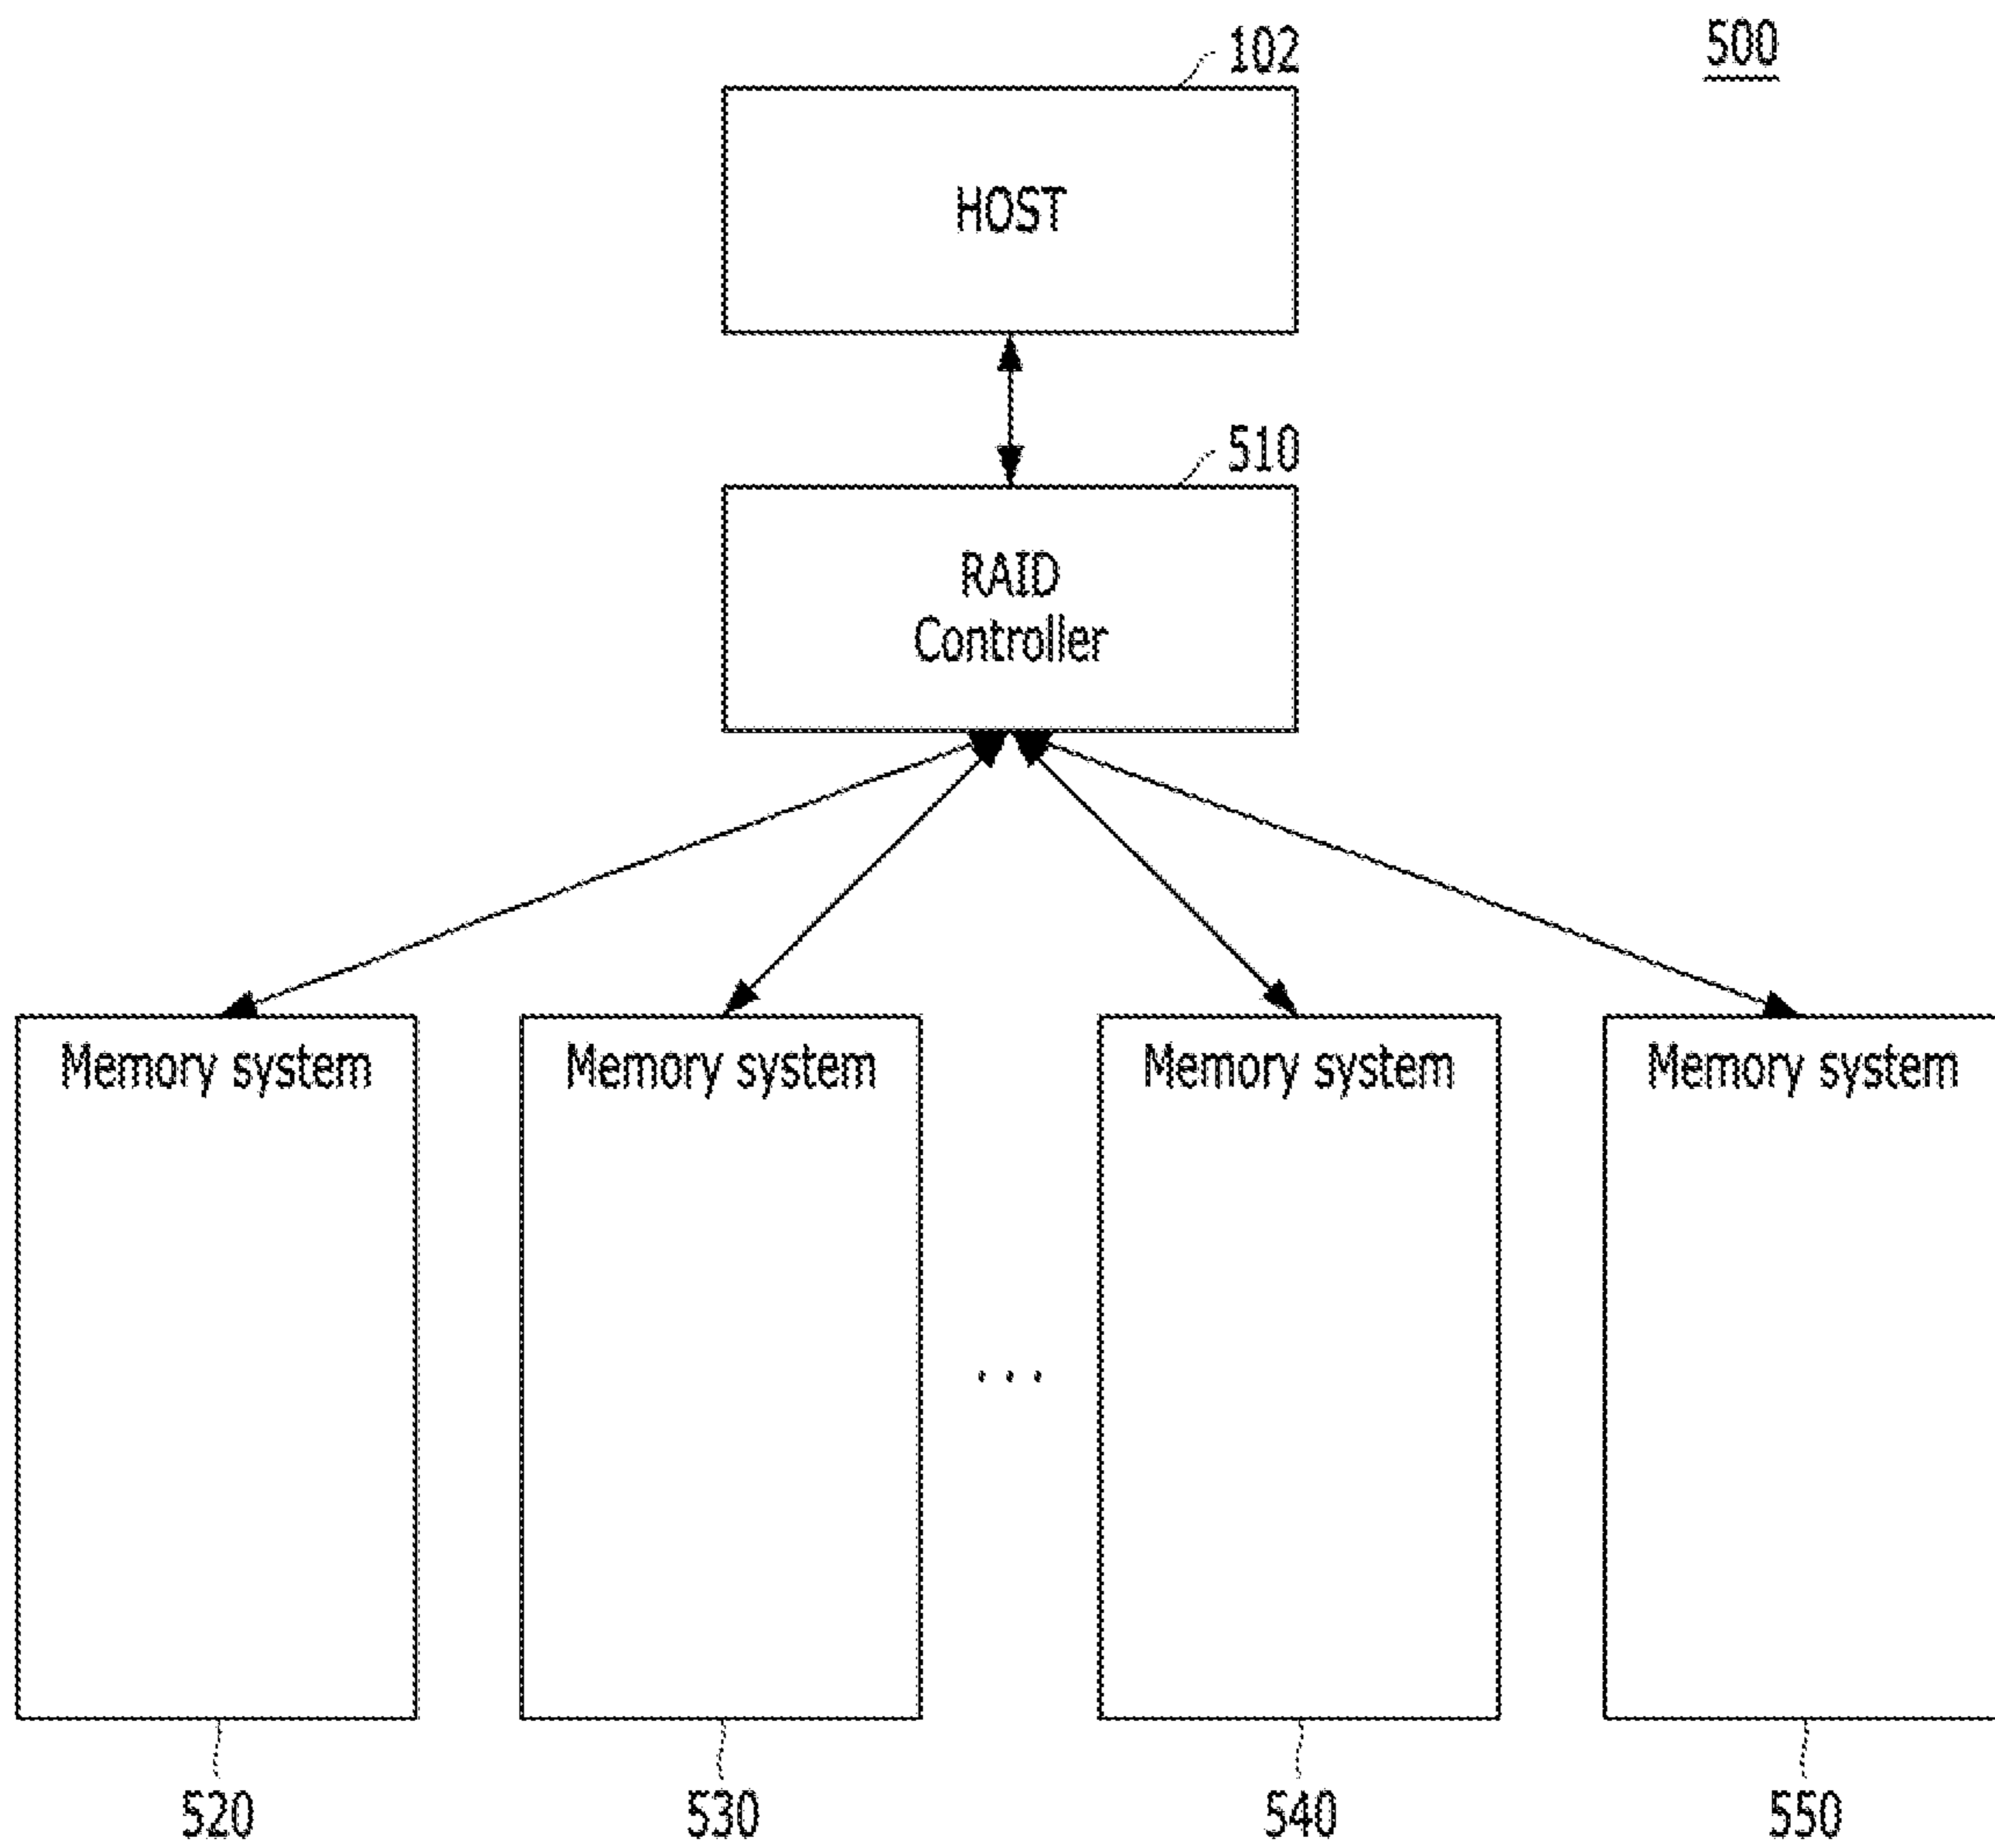 500
102
HOST
510
RAID
Controller
Memory system Memory system Memory system Memory system
...
520 530 540 550